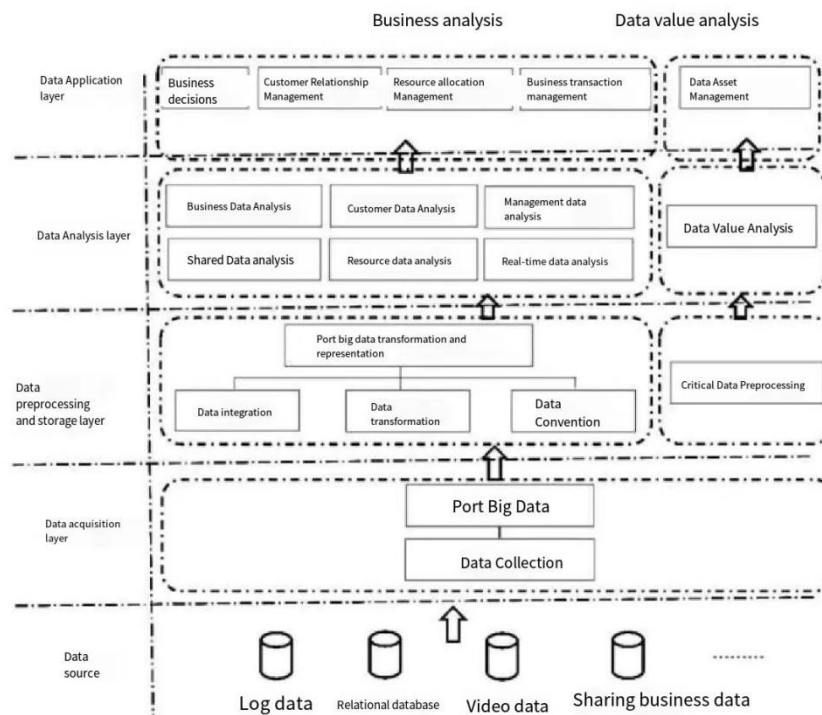 Business analysis
Data value analysis
Data Application
layer
Business
decisions
Customer Relationship
Management
Resource allocation
Management
Business transaction
management
Data Asset
Management
Data Analysis layer
Business Data Analysis
Customer Data Analysis
Management data
analysis
Shared Data analysis
Resource data analysis
Real-time data analysis
Data Value Analysis
Data
preprocessing
and storage layer
Port big data transformation and
representation
Data integration
Data
transformation
Data
Convention
Critical Data Preprocessing
Data acquisition
layer
Port Big Data
Data Collection
Data
source
Log data
Relational database
Video data
Sharing business data